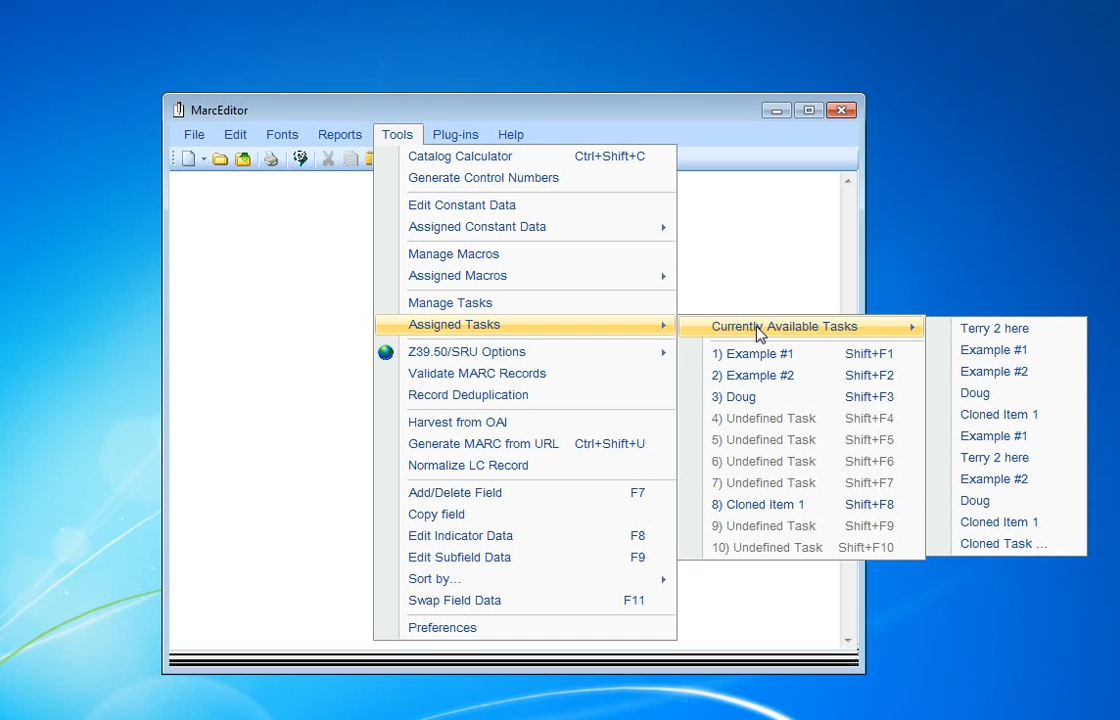 MarcEditor
File Edit Fonts Reports Tools Plug-ins Help
Catalog Calculator Ctrl+Shift+C
Generate Control Numbers
Edit Constant Data
Assigned Constant Data
Manage Macros
Assigned Macros
Manage Tasks
Assigned Tasks
Z39.50/SRU Options
Validate MARC Records
Record Deduplication
Harvest from OAI
Generate MARC from URL Ctrl+Shift+U
Normalize LC Record
Add/Delete Field F7
Copy field
Edit Indicator Data F8
Edit Subfield Data F9
Sort by...
Swap Field Data F11
Preferences
Currently Available Tasks
1) Example #1 Shift+F1
2) Example #2 Shift+F2
3) Doug Shift+F3
4) Undefined Task Shift+F4
5) Undefined Task Shift+F5
6) Undefined Task Shift+F6
7) Undefined Task Shift+F7
8) Cloned Item 1 Shift+F8
9) Undefined Task Shift+F9
10) Undefined Task Shift+F10
Terry 2 here
Example #1
Example #2
Doug
Cloned Item 1
Example #1
Terry 2 here
Example #2
Doug
Cloned Item 1
Cloned Task ...